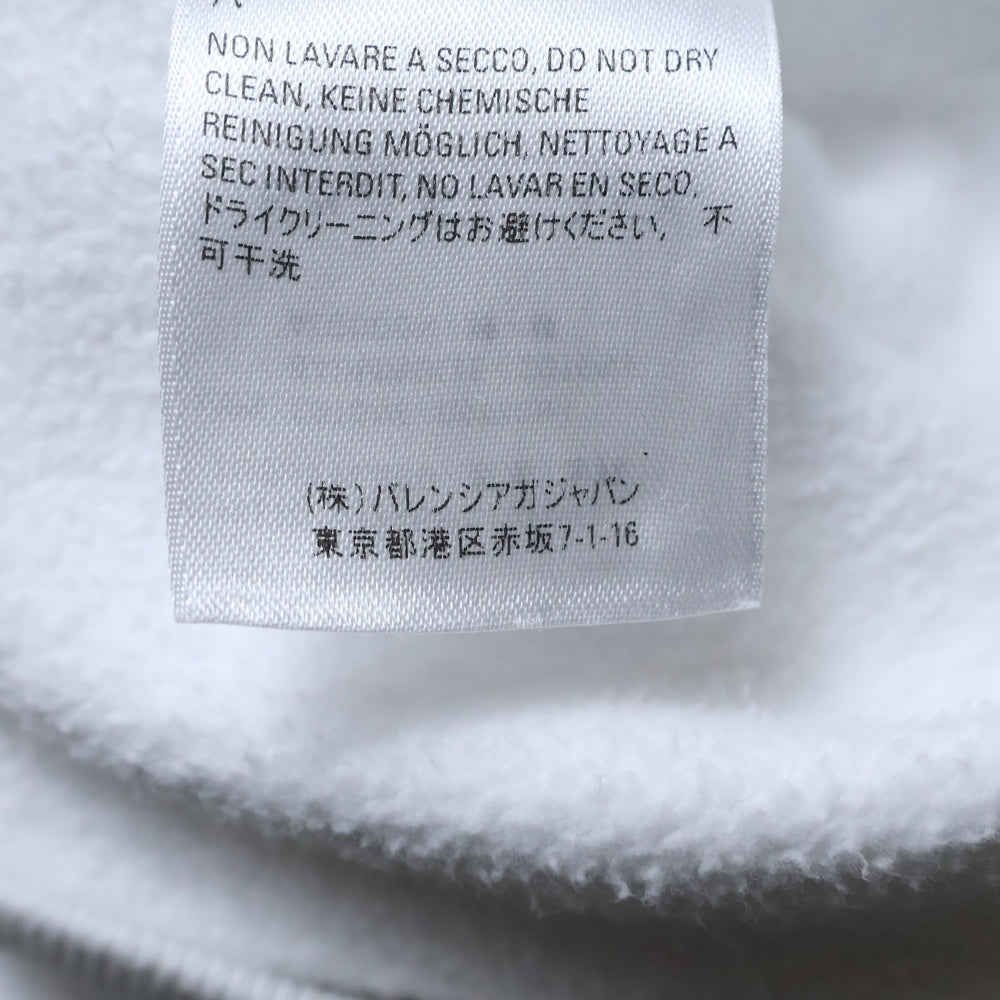 NON LAVARE A SECCO, DO NOT DRY
CLEAN, KEINE CHEMISCHE
REINIGUNG MÖGLICH, NETTOYAGE A
SEC INTERDIT, NO LAVAR EN SECO,
ドライクリーニングはお避けください, 不
可干洗
(株)バレンシアガジャパン
東京都港区赤坂7-1-16